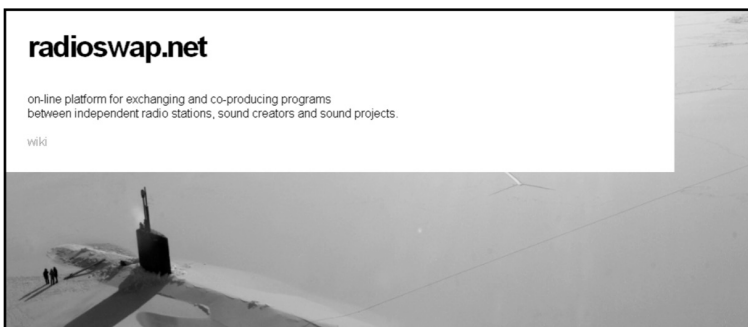 radioswap.net
on-line platform for exchanging and co-producing programs
between independent radio stations, sound creators and sound projects.
wiki